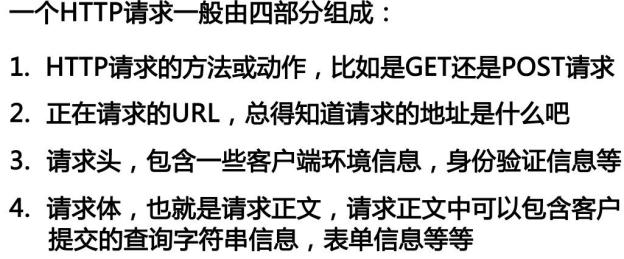 一个HTTP请求一般由四部分组成：
1. HTTP请求的方法或动作，比如是GET还是POST请求
2. 正在请求的URL，总得知道请求的地址是什么吧
3. 请求头，包含一些客户端环境信息，身份验证信息等
4. 请求体，也就是请求正文，请求正文中可以包含客户
提交的查询字符串信息，表单信息等等